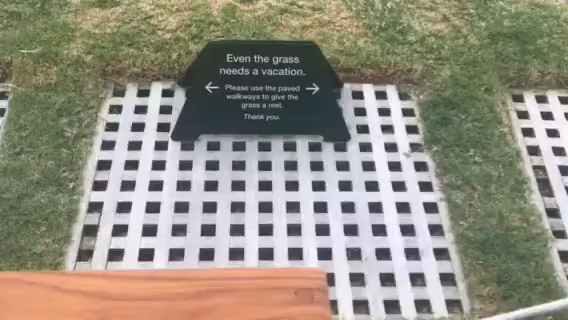 Even the grass
needs a vacation.
Please use the paved
walkways to give the
grass a rest.
Thank you.